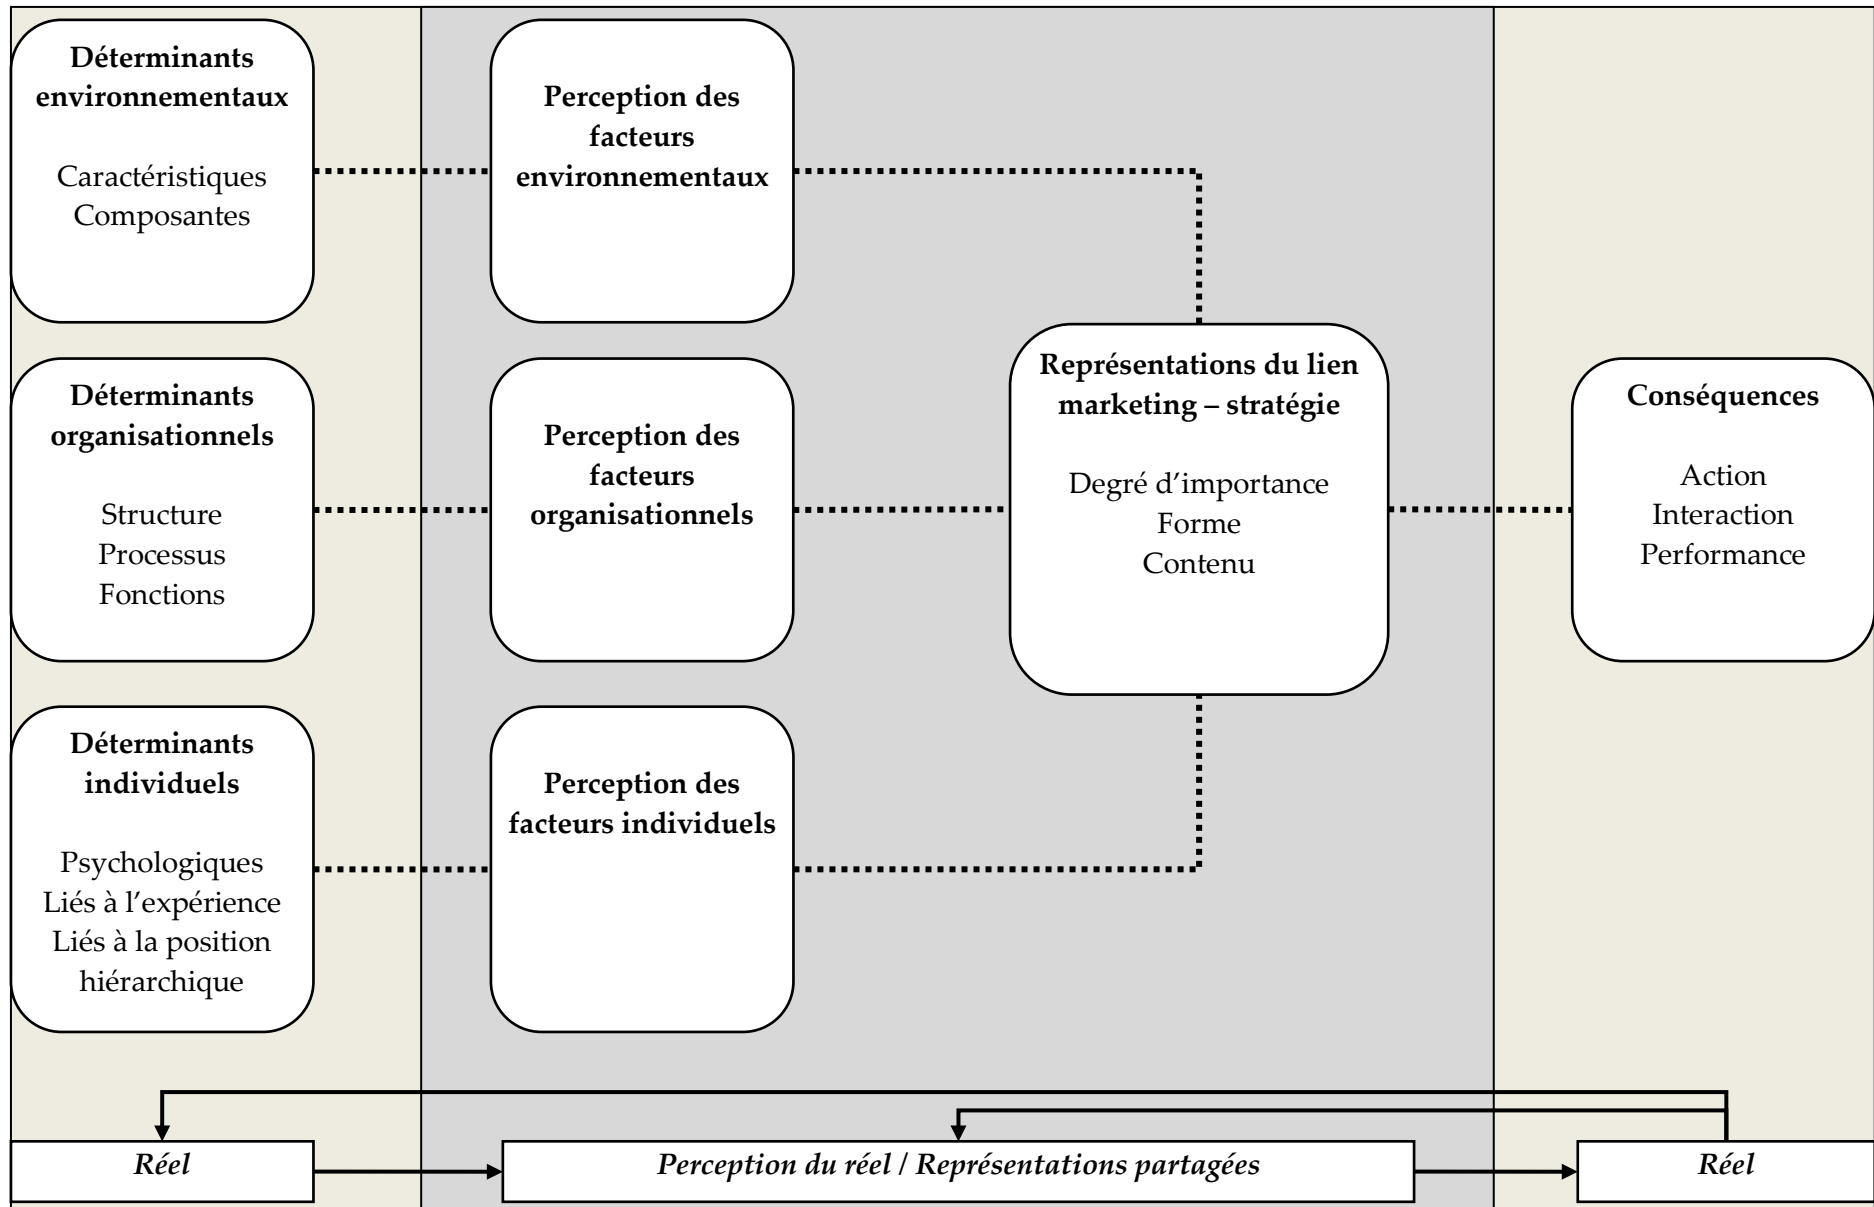 Déterminants
environnementaux
Caractéristiques
Composantes
Perception des
facteurs
environnementaux
Déterminants
organisationnels
Structure
Processus
Fonctions
Perception des
facteurs
organisationnels
Représentations du lien
marketing – stratégie
Degré d’importance
Forme
Contenu
Conséquences
Action
Interaction
Performance
Déterminants
individuels
Psychologiques
Liés à l’expérience
Liés à la position
hiérarchique
Perception des
facteurs individuels
Réel
Perception du réel / Représentations partagées
Réel